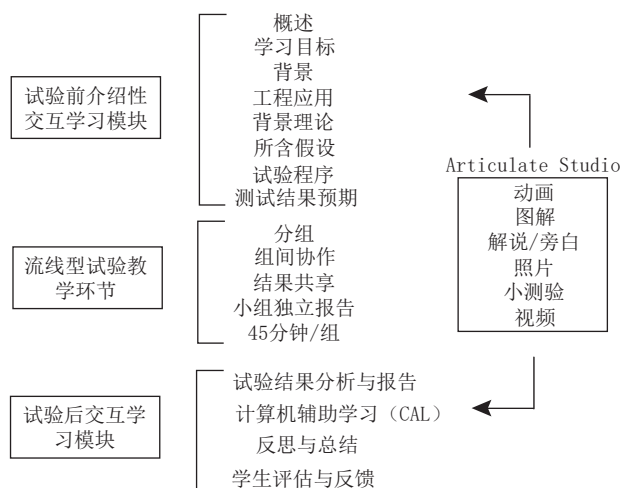 概述
学习目标
背景
工程应用
背景理论
所含假设
试验程序
测试结果预期
试验前介绍性
交互学习模块
分组
组间协作
结果共享
小组独立报告
45分钟/组
流线型试验教
学环节
试验结果分析与报告
计算机辅助学习（CAL）
反思与总结
学生评估与反馈
试验后交互学
习模块
Articulate Studio
动画
图解
解说/旁白
照片
小测验
视频